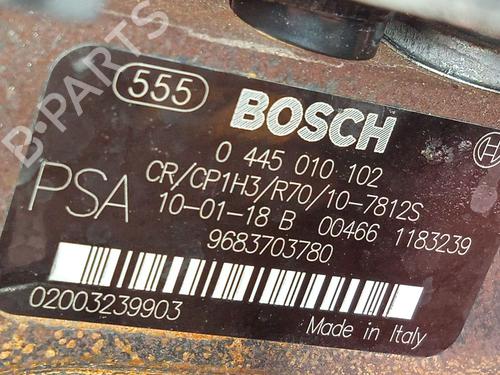 555 BOSCH
0 445 010 102
CR/CP1H3/R70/10-7812S
PSA 10-01-18 B 00466 1183239
9683703780
02003239903 Made in Italy
B-PARTS